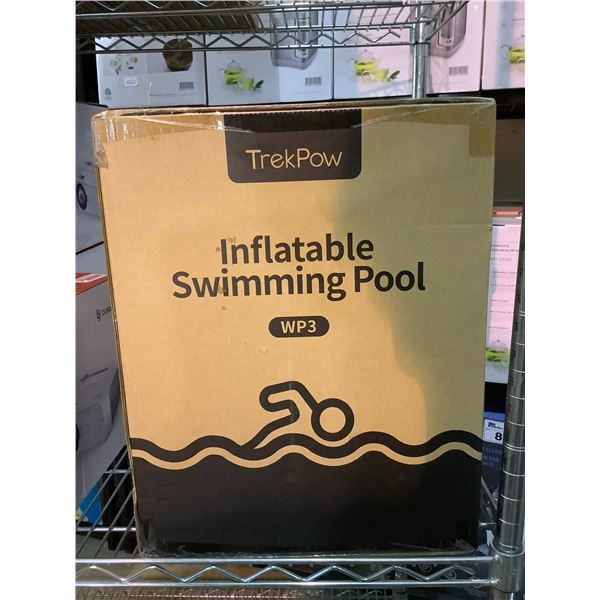 TrekPow
Inflatable
Swimming Pool
WP3